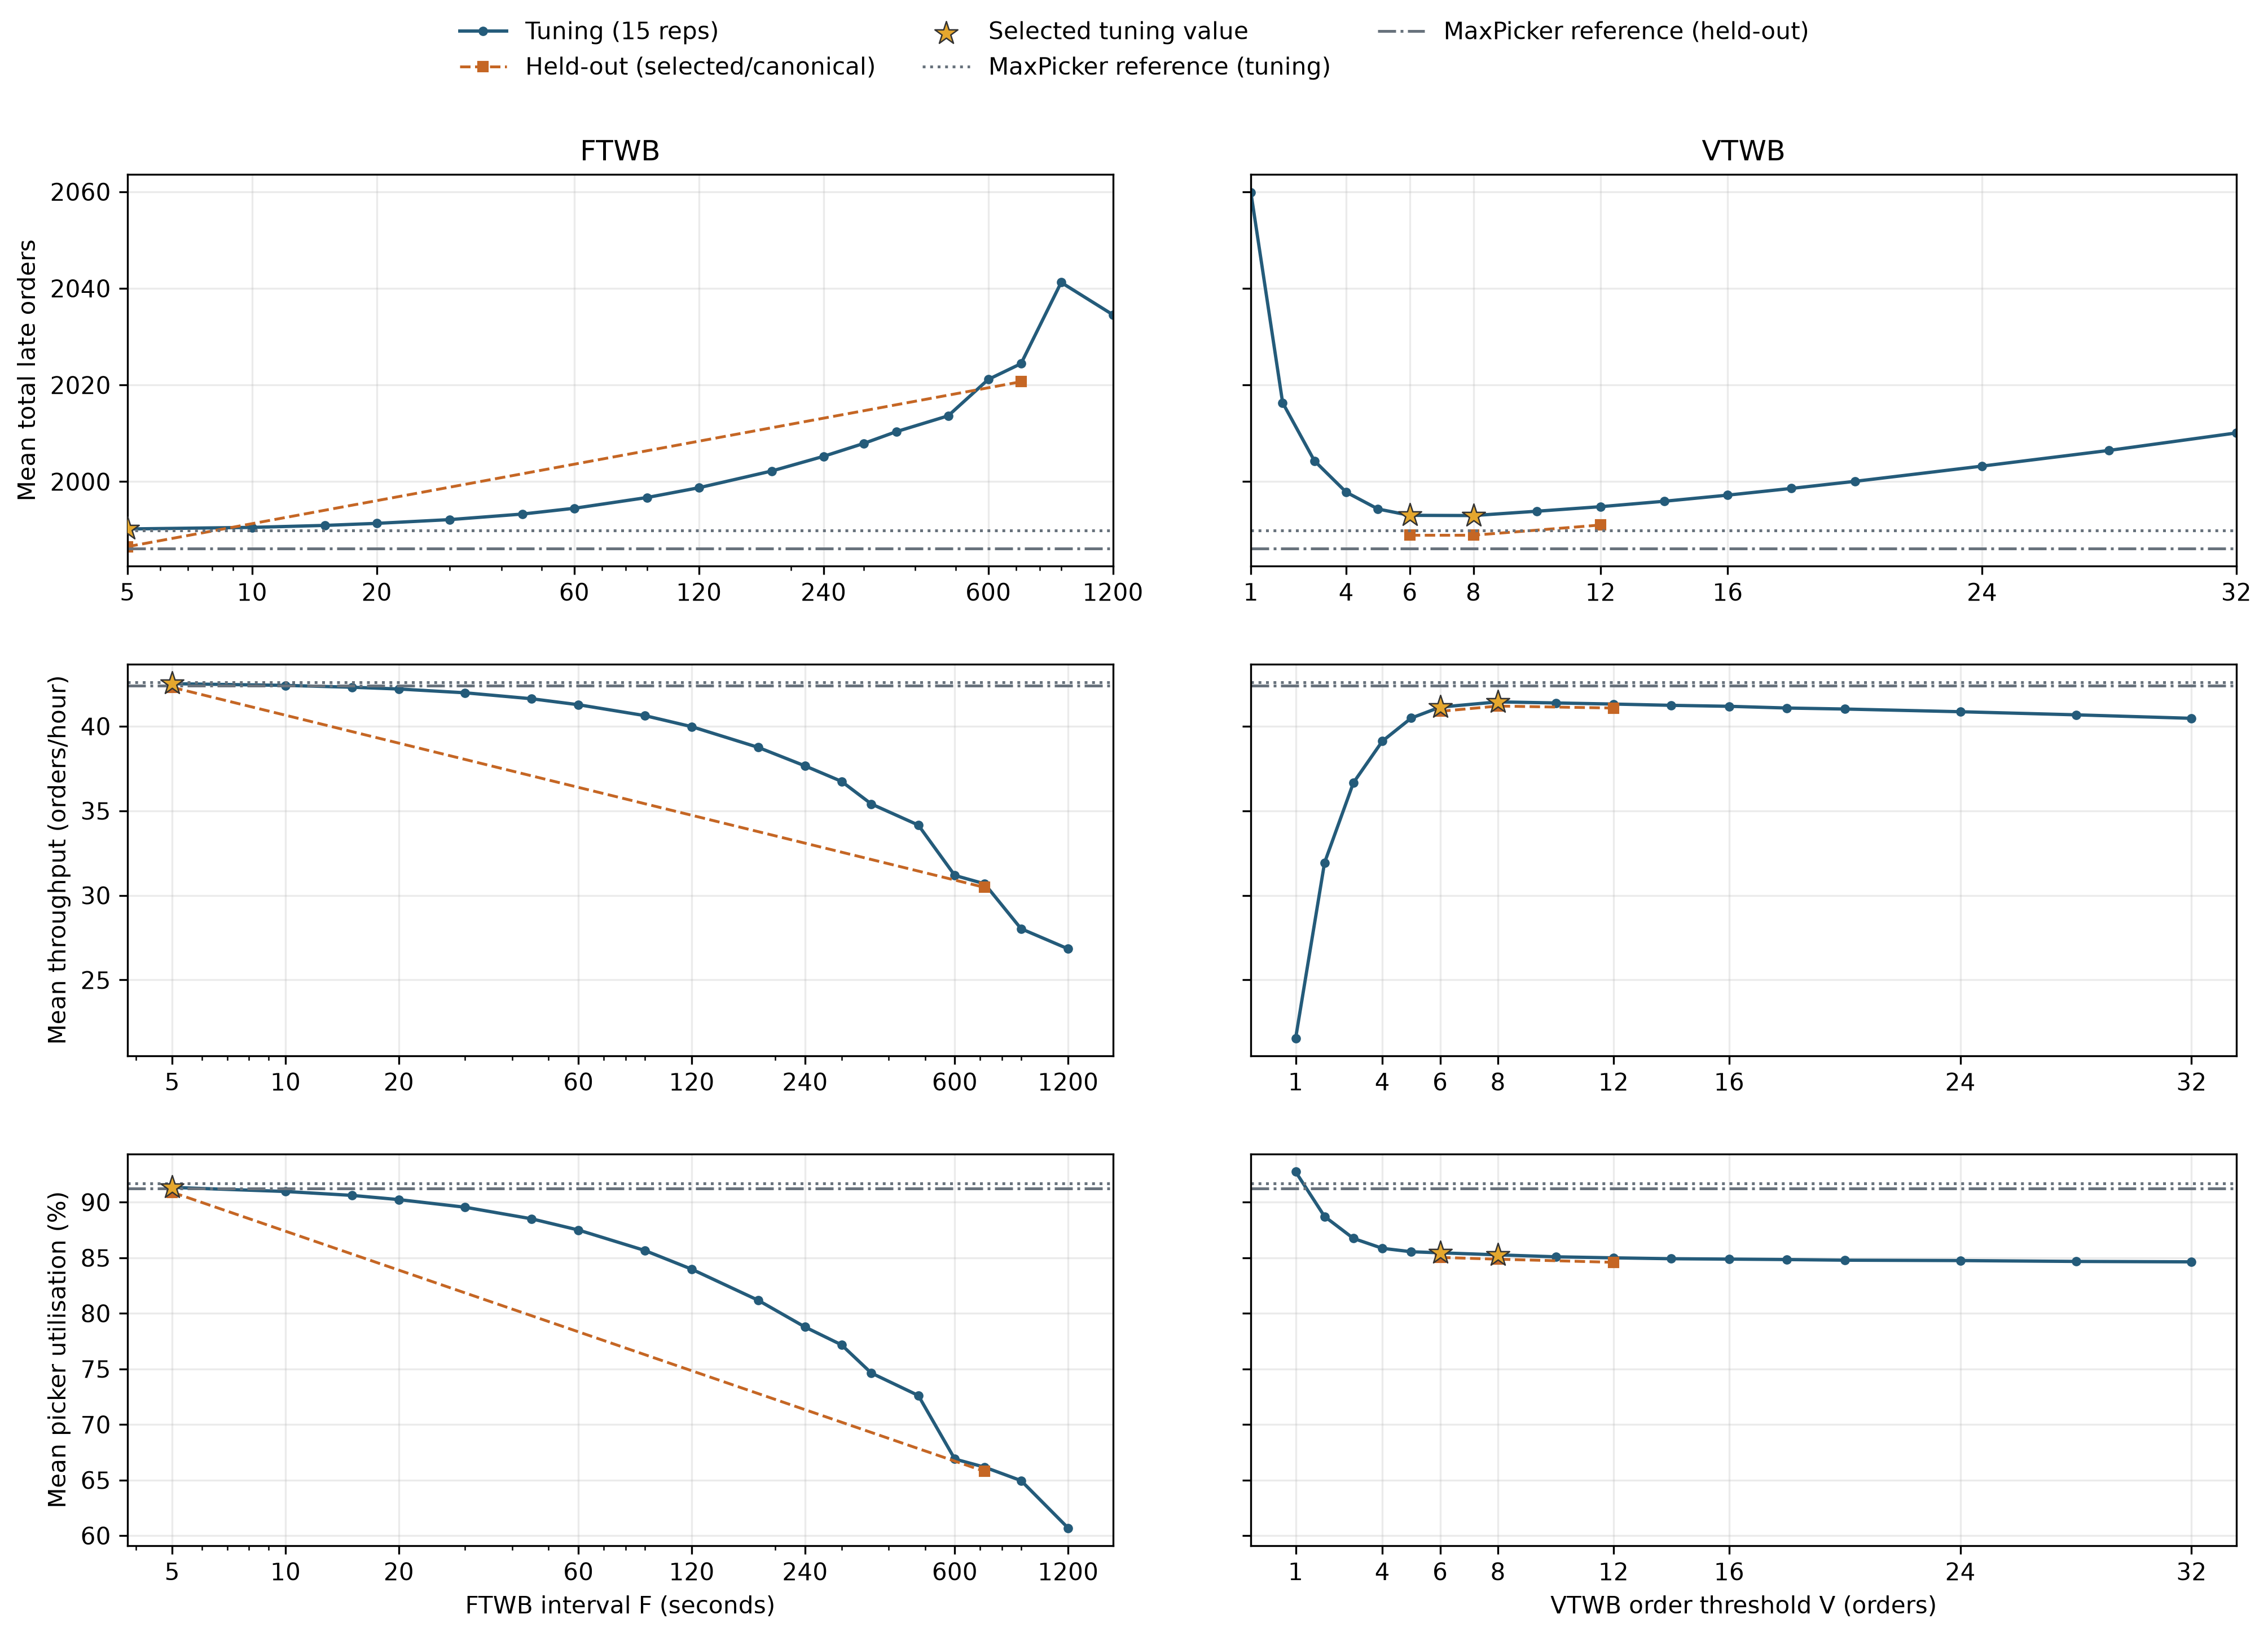 Tuning (15 reps)
Held-out (selected/canonical)
Selected tuning value
MaxPicker reference (tuning)
MaxPicker reference (held-out)
FTWB
Mean total late orders
2060
2040
2020
2000
5 10 20 60 120 240 600 1200
VTWB
1 4 6 8 12 16 24 32
Mean throughput (orders/hour)
40
35
30
25
5 10 20 60 120 240 600 1200
1 4 6 8 12 16 24 32
Mean picker utilisation (%)
90
85
80
75
70
65
60
5 10 20 60 120 240 600 1200
FTWB interval F (seconds)
1 4 6 8 12 16 24 32
VTWB order threshold V (orders)